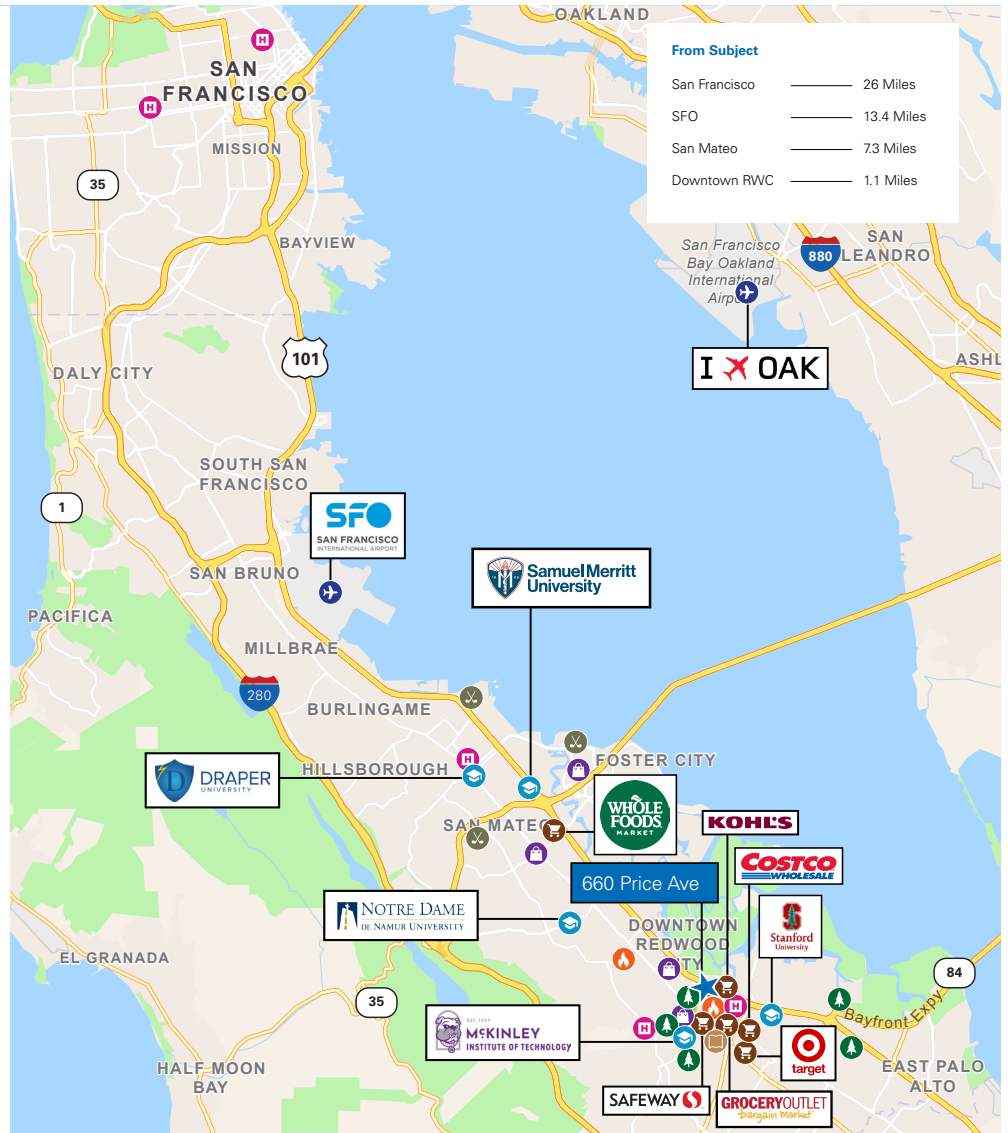 OAKLAND
From Subject
San Francisco 26 Miles
SFO 13.4 Miles
San Mateo 7.3 Miles
Downtown RWC 1.1 Miles
H
SAN
FRANCISCO
H
MISSION
35
BAYVIEW
San Francisco
Bay Oakland
International
880
SAN
LEANDRO
I OAK
101
DALY CITY
ASHL
SOUTH SAN
FRANCISCO
1
SFO
SAN FRANCISCO
INTERNATIONAL AIRPORT
SAN BRUNO
Samuel Merritt
University
PACIFICA
MILLBRAE
280
BURLINGAME
H
HILLSBOROUGH
D DRAPER
UNIVERSITY
FOSTER CITY
WHOLE
FOODS
MARKET
SAN MATEO
KOHL'S
COSTCO
WHOLESALE
660 Price Ave
NOTRE DAME
DE NAMUR UNIVERSITY
S
Stanford
University
DOWNTOWN
REDWOOD
EL GRANADA
84
35
H
H
Bayfront Expy
EST. 1957
McKINLEY
INSTITUTE OF TECHNOLOGY
target
EAST PALO
ALTO
HALF MOON
BAY
SAFEWAY
GROCERY OUTLET
bargain market